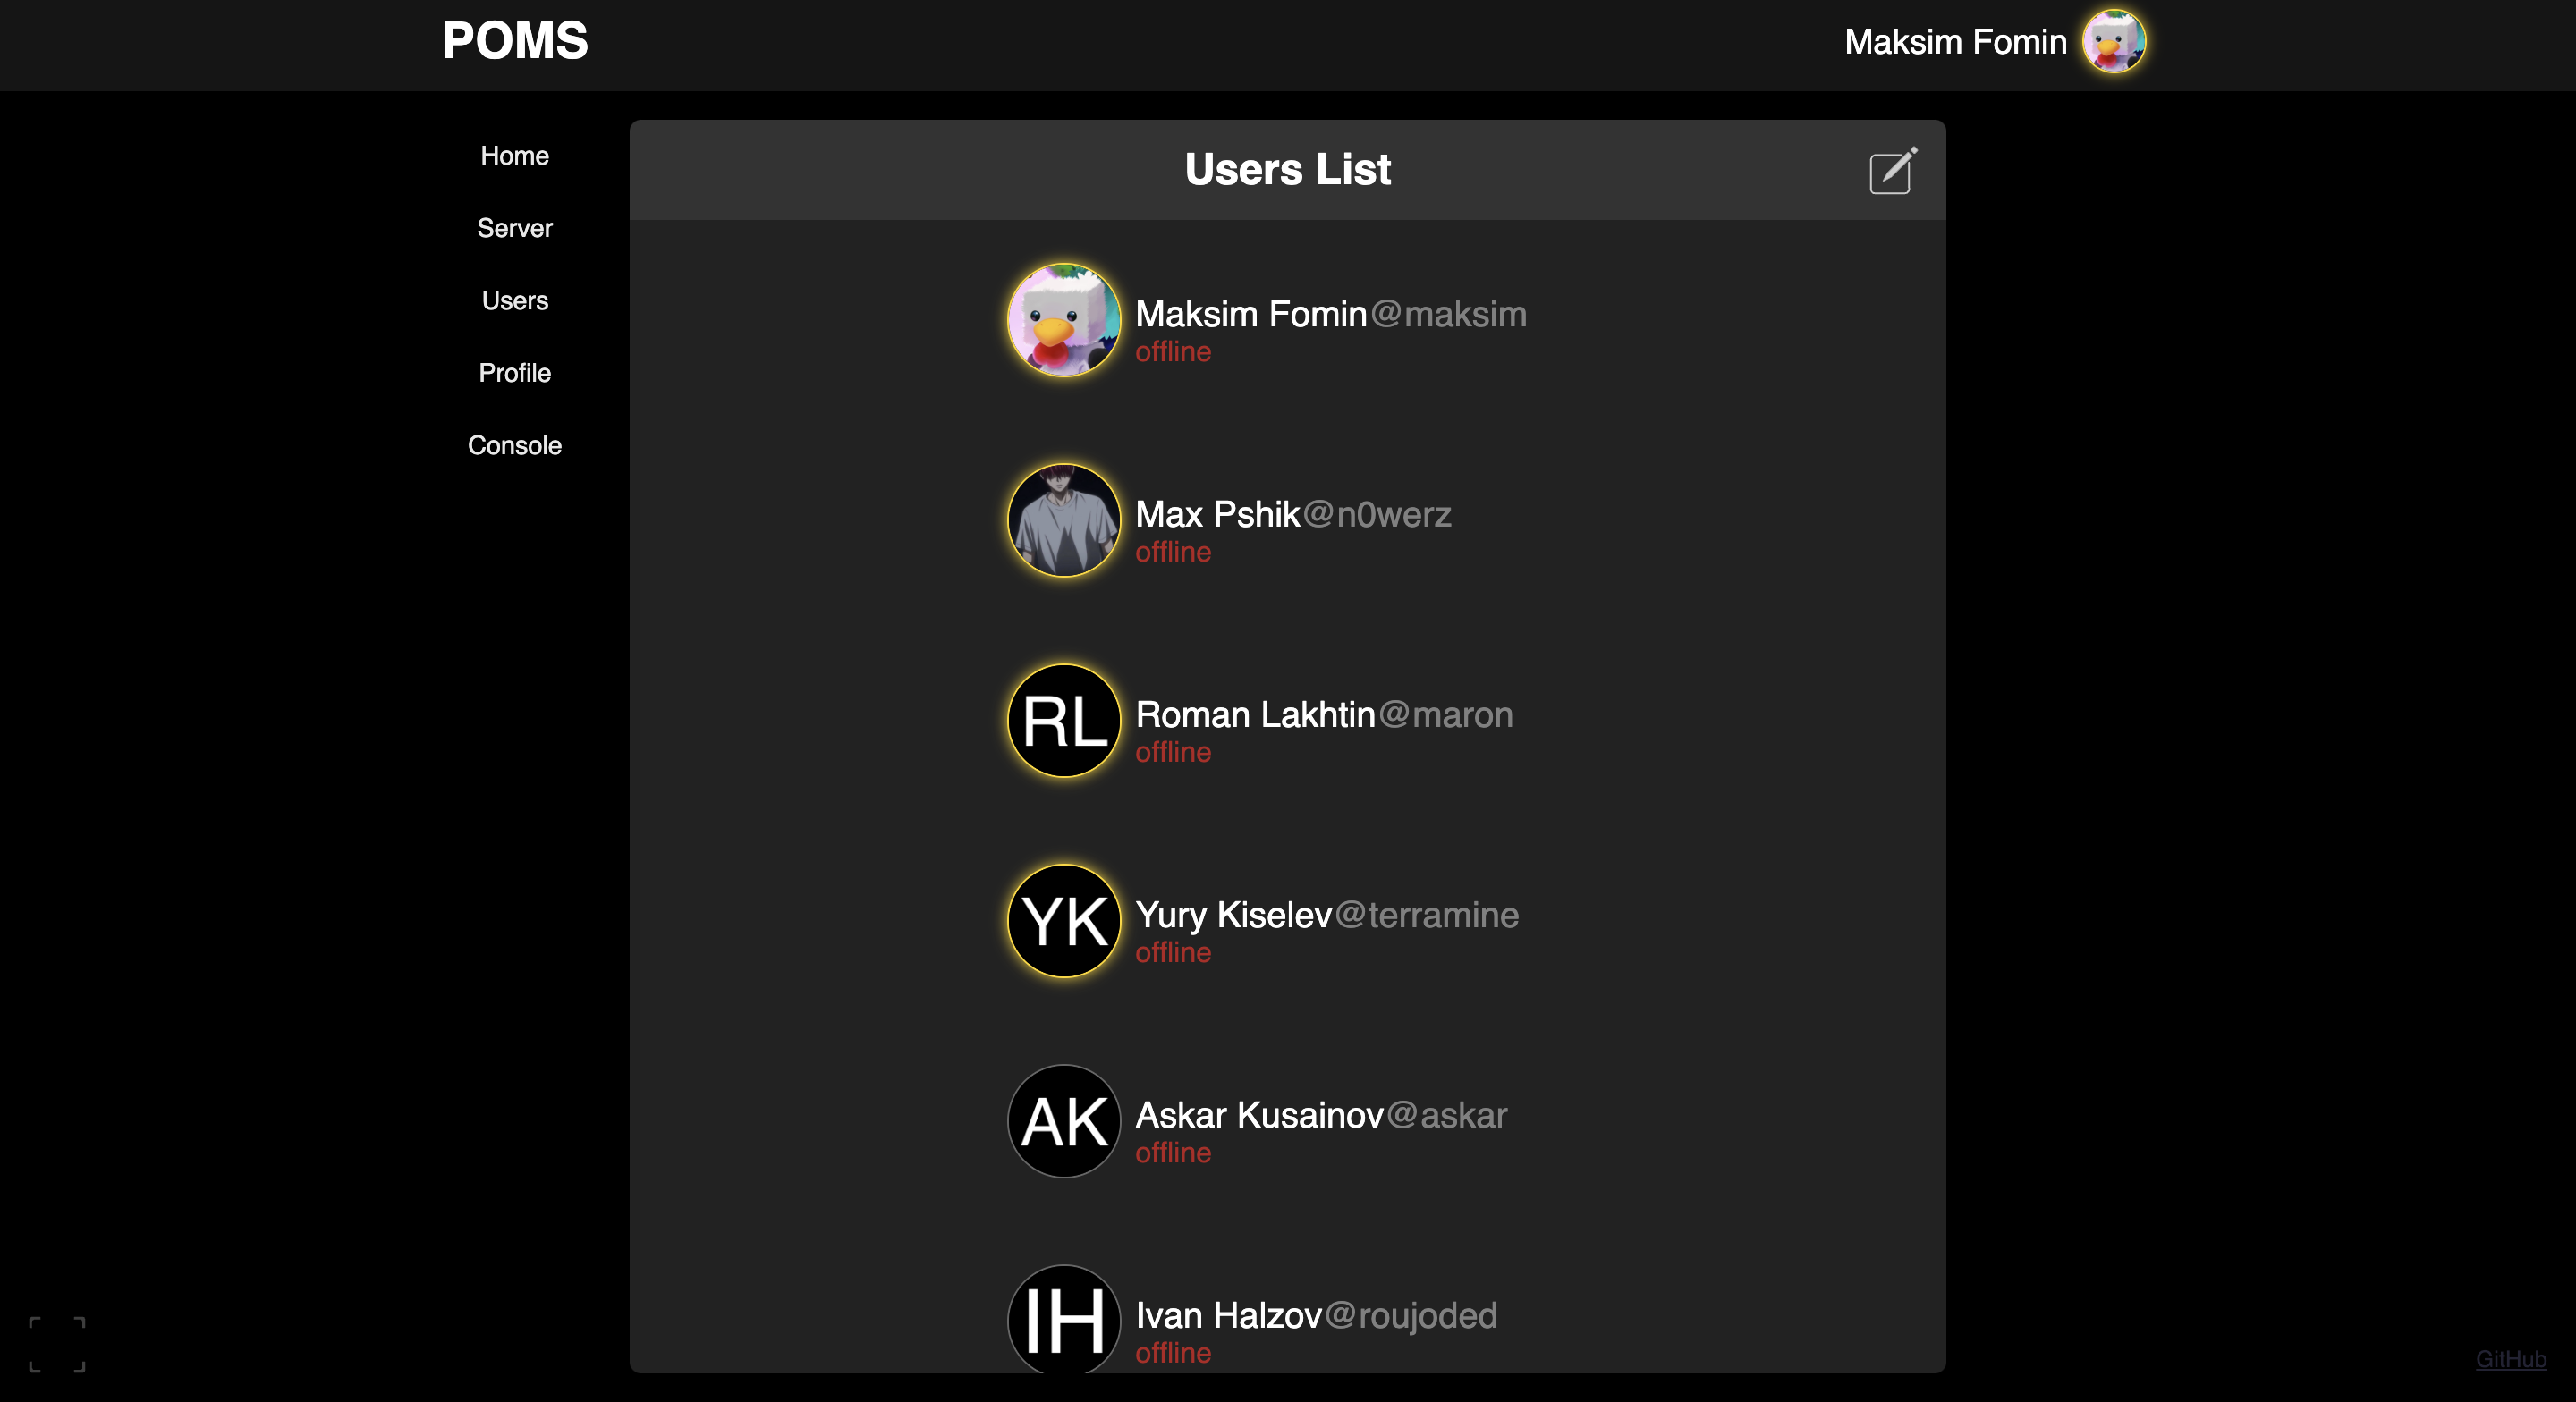 POMS
Maksim Fomin
Home
Server
Users
Profile
Console
Users List
Maksim Fomin@maksim
offline
Max Pshik@n0werz
offline
RL
Roman Lakhtin@maron
offline
YK
Yury Kiselev@terramine
offline
AK
Askar Kusainov@askar
offline
IH
Ivan Halzov@roujoded
offline
GitHub